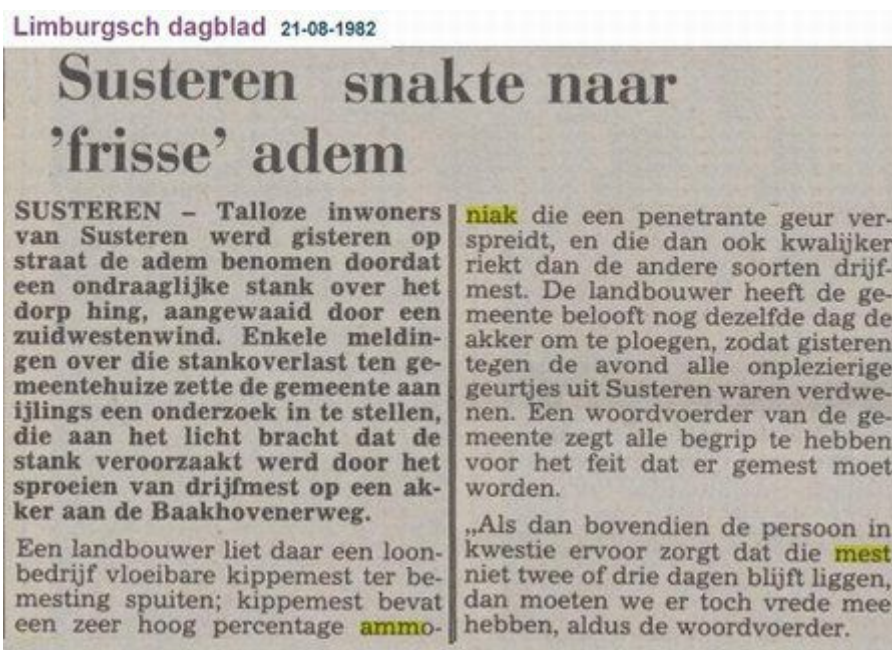 Limburgsch dagblad 21-08-1982
Susteren snakte naar
’frisse’ adem
SUSTEREN – Talloze inwoners
van Susteren werd gisteren op
straat de adem benomen doordat
een ondraaglijke stank over het
dorp hing, aangewaaid door een
zuidwestenwind. Enkele meldin-
gen over die stankoverlast ten ge-
meentehuize zette de gemeente aan
ijlings een onderzoek in te stellen,
die aan het licht bracht dat de
stank veroorzaakt werd door het
sproeien van drijfmest op een ak-
ker aan de Baakhovenerweg.
Een landbouwer liet daar een loon-
bedrijf vloeibare kippemest ter be-
mesting spuiten; kippemest bevat
een zeer hoog percentage ammo-
niak die een penetrante geur ver-
spreidt, en die dan ook kwalijker
riekt dan de andere soorten drijf-
mest. De landbouwer heeft de ge-
meente belooft nog dezelfde dag de
akker om te ploegen, zodat gisteren
tegen de avond alle onplezierige
geurtjes uit Susteren waren verdwe-
nen. Een woordvoerder van de ge-
meente zegt alle begrip te hebben
voor het feit dat er gemest moet
worden.
„Als dan bovendien de persoon in
kwestie ervoor zorgt dat die mest
niet twee of drie dagen blijft liggen,
dan moeten we er toch vrede mee
hebben, aldus de woordvoerder.